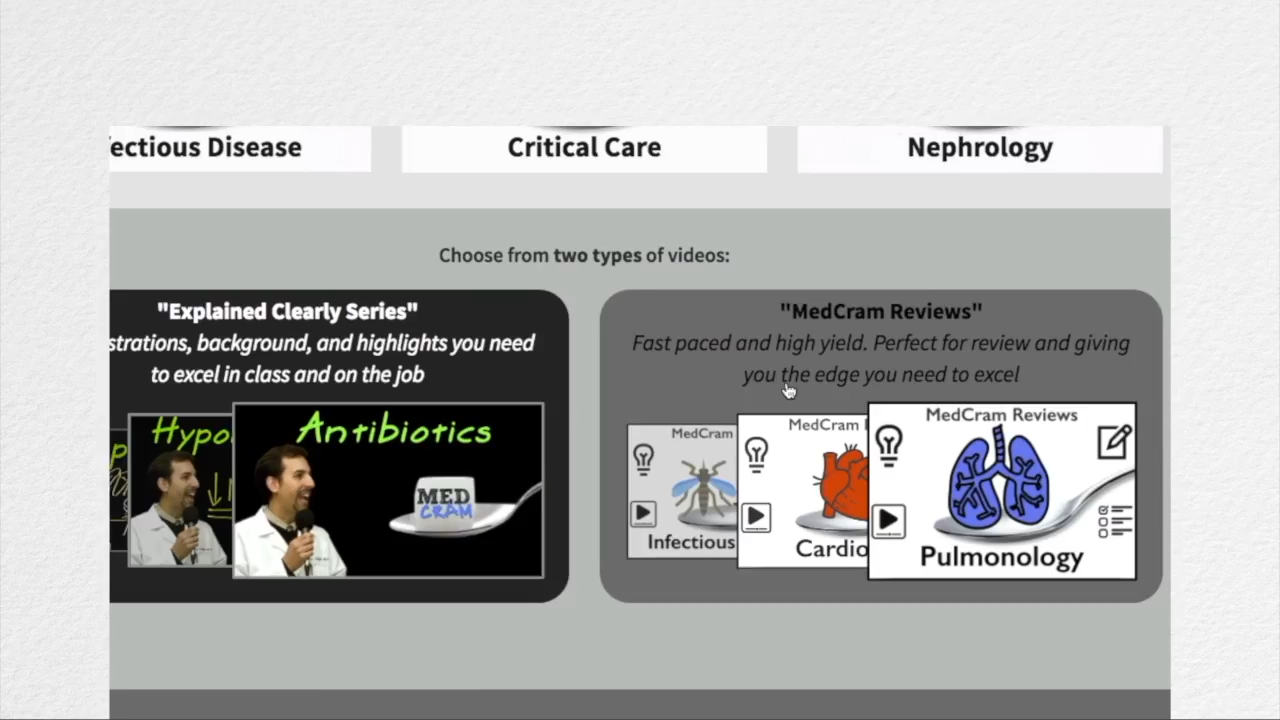 fectious Disease
Critical Care
Nephrology
Choose from two types of videos:
"Explained Clearly Series"
strations, background, and highlights you need
to excel in class and on the job
Hypo
Antibiotics
MED
CRAM
"MedCram Reviews"
Fast paced and high yield. Perfect for review and giving
you the edge you need to excel
MedCram
Infectious
MedCram
Cardio
MedCram Reviews
Pulmonology